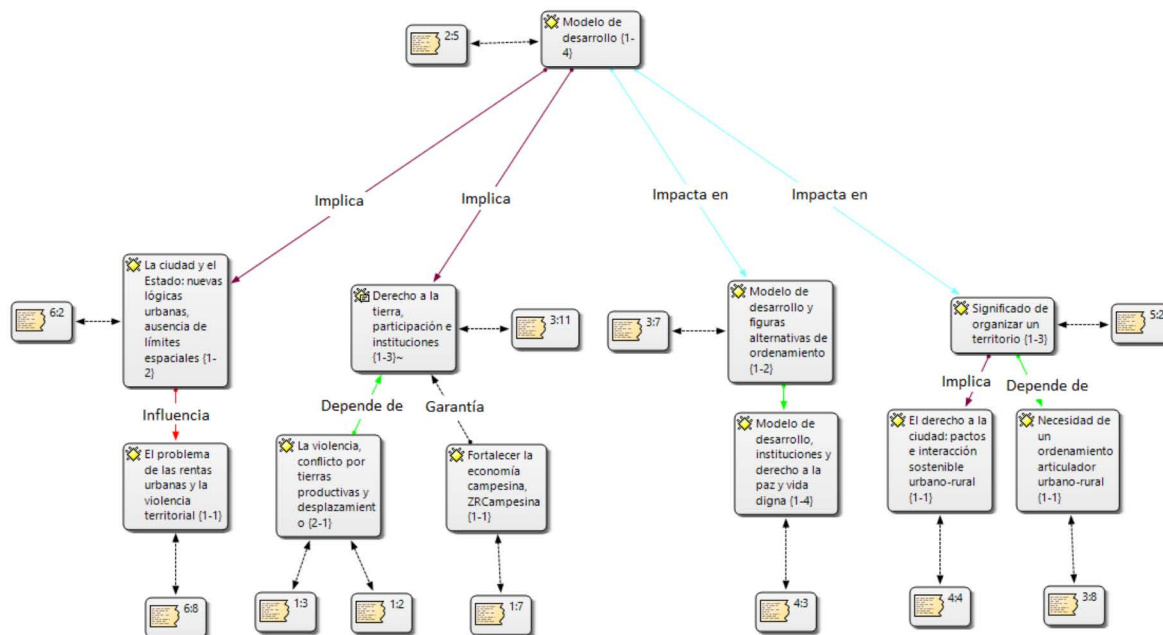 Modelo de
desarrollo {1-
4}
2:5
Implica
Implica
Impacta en
Impacta en
La ciudad y el
Estado: nuevas
lógicas
urbanas,
ausencia de
límites
espaciales {1-
2}
6:2
Derecho a la
tierra,
participación e
instituciones
{1-3}~
3:11
3:7
Modelo de
desarrollo y
figuras
alternativas de
ordenamiento
{1-2}
Significado de
organizar un
territorio {1-3}
5:2
Influencia
Depende de
Garantía
Implica
Depende de
El problema
de las rentas
urbanas y la
violencia
territorial {1-1}
La violencia,
conflicto por
tierras
productivas y
desplazamient
o {2-1}
Fortalecer la
economía
campesina,
ZRCampesina
{1-1}
Modelo de
desarrollo,
instituciones y
derecho a la
paz y vida
digna {1-4}
El derecho a la
ciudad: pactos
e interacción
sostenible
urbano-rural
{1-1}
Necesidad de
un
ordenamiento
articulador
urbano-rural
{1-1}
6:8
1:3
1:2
1:7
4:3
4:4
3:8